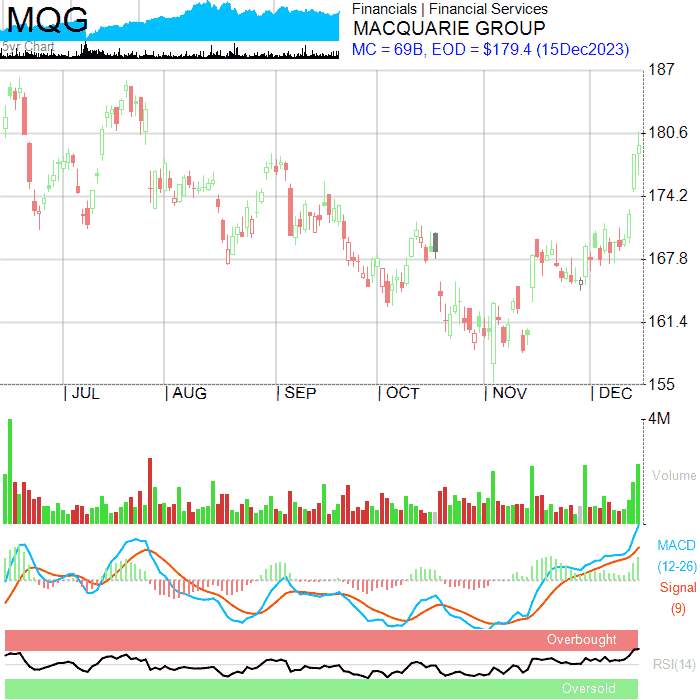 MQG
5yr Chart
Financials | Financial Services
MACQUARIE GROUP
MC = 69B, EOD = $179.4 (15Dec2023)
187
180.6
174.2
167.8
161.4
155
| JUL | AUG | SEP | OCT | NOV | DEC
4M
Volume
MACD
(12-26)
Signal
(9)
Overbought
RSI(14)
Oversold